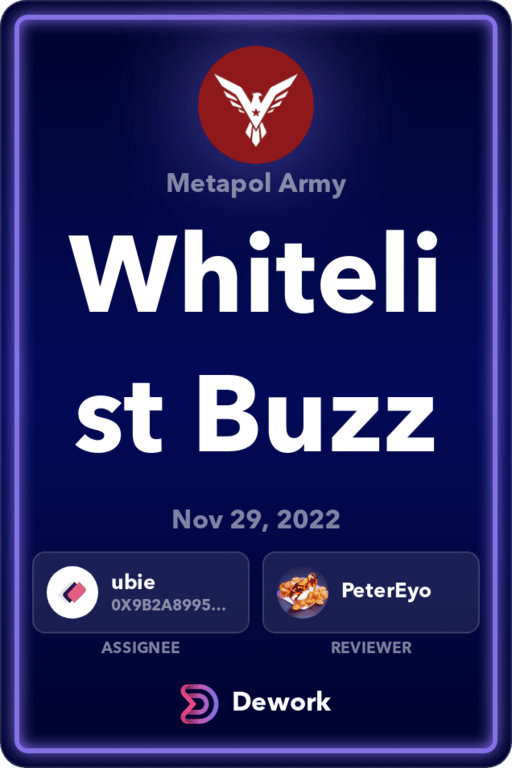 Metapol Army
Whiteli
st Buzz
Nov 29, 2022
ubie
0X9B2A8995...
PeterEyo
ASSIGNEE
REVIEWER
Dework